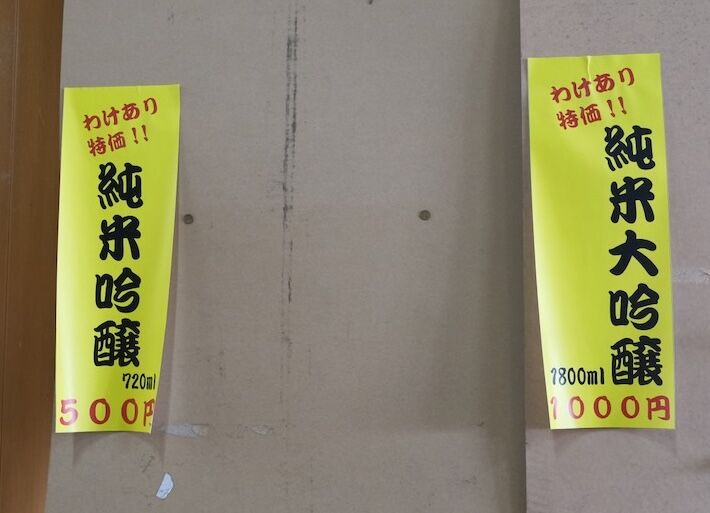 わけあり
特価!!
純米吟醸
720ml
500円
わけあり
特価!!
純米大吟醸
1800ml
1000円